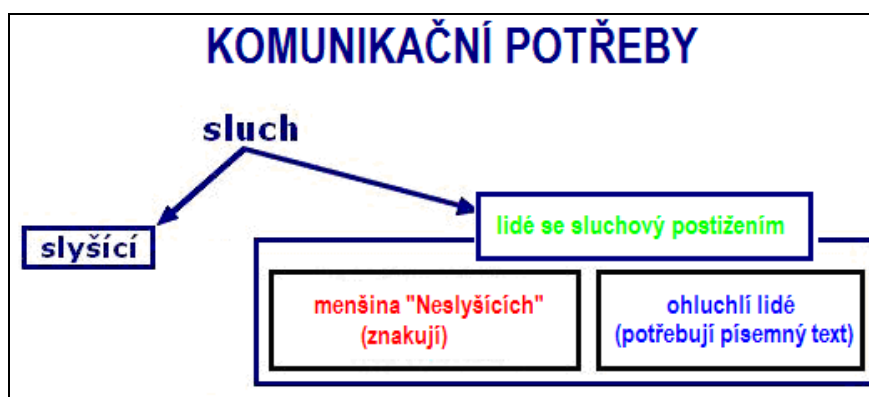 KOMUNIKAČNÍ POTŘEBY
sluch
slyšící
lidé se sluchový postižením
menšina "Neslyšících"
(znakují)
ohluchlí lidé
(potřebují písemný text)